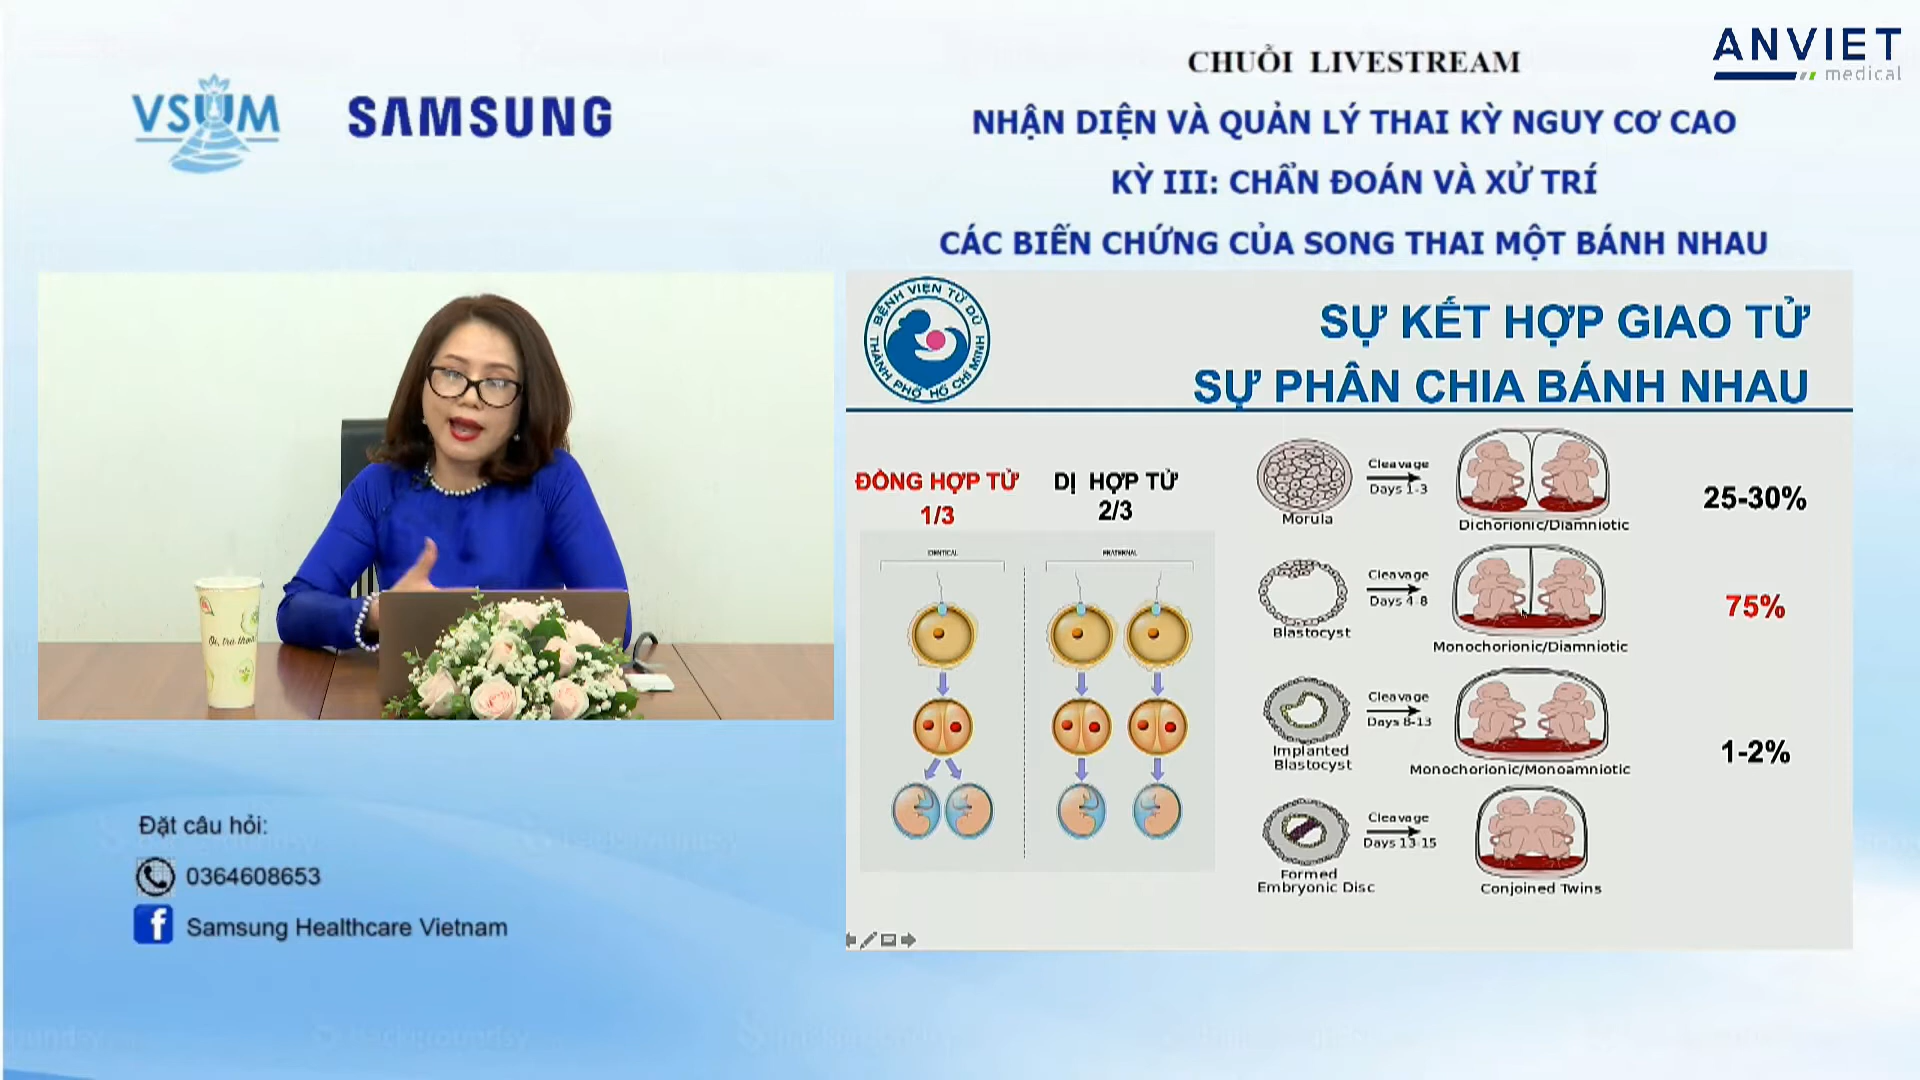 ANVIET
medical
VSUM
SAMSUNG
CHUỖI LIVESTREAM
NHẬN DIỆN VÀ QUẢN LÝ THAI KỲ NGUY CƠ CAO
KỲ III: CHẨN ĐOÁN VÀ XỬ TRÍ
CÁC BIẾN CHỨNG CỦA SONG THAI MỘT BÁNH NHAU
BỆNH VIỆN TỪ DŨ
THÀNH PHỐ HỒ CHÍ MINH
SỰ KẾT HỢP GIAO TỬ
SỰ PHÂN CHIA BÁNH NHAU
ĐỒNG HỢP TỬ
1/3
DỊ HỢP TỬ
2/3
IDENTICAL
FRATERNAL
Morula
Cleavage
Days 1-3
Dichorionic/Diamniotic
25-30%
Blastocyst
Cleavage
Days 4-8
Monochorionic/Diamniotic
75%
Implanted
Blastocyst
Cleavage
Days 8-13
Monochorionic/Monoamniotic
1-2%
Formed
Embryonic Disc
Cleavage
Days 13-15
Conjoined Twins
Đặt câu hỏi:
0364608653
Samsung Healthcare Vietnam